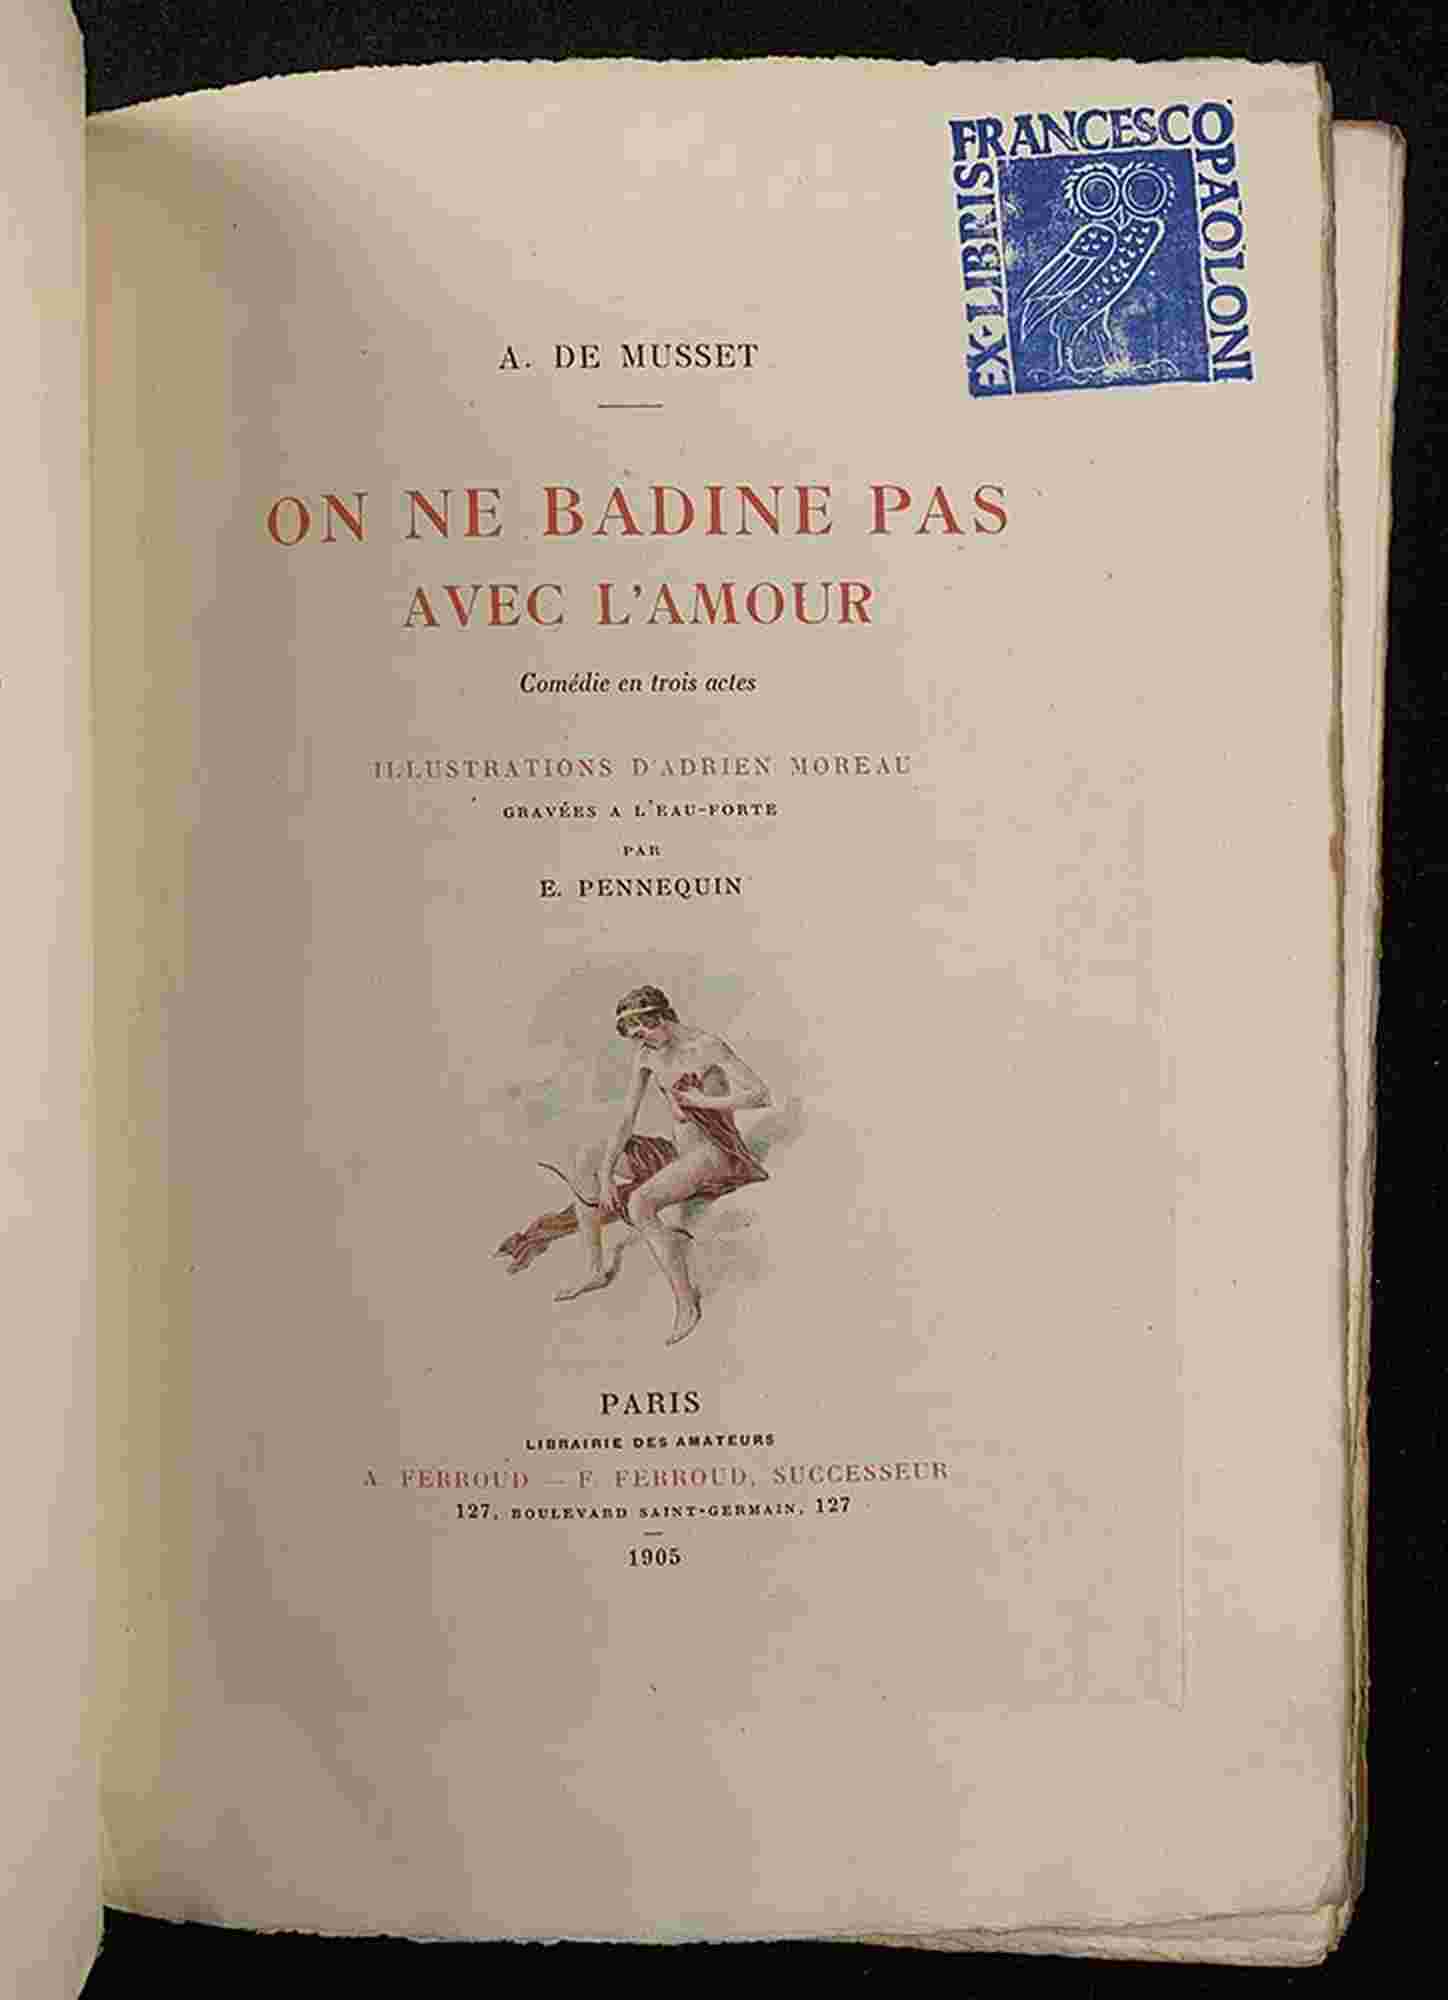 FRANCESCO
PAOLONI
EX-LIBRIS
A. DE MUSSET
ON NE BADINE PAS
AVEC L'AMOUR
Comédie en trois actes
ILLUSTRATIONS D'ADRIEN MOREAU
GRAVÉES A L'EAU-FORTE
PAR
E. PENNEQUIN
PARIS
LIBRAIRIE DES AMATEURS
A. FERROUD — F. FERROUD, SUCCESSEUR
127, BOULEVARD SAINT-GERMAIN, 127
1905